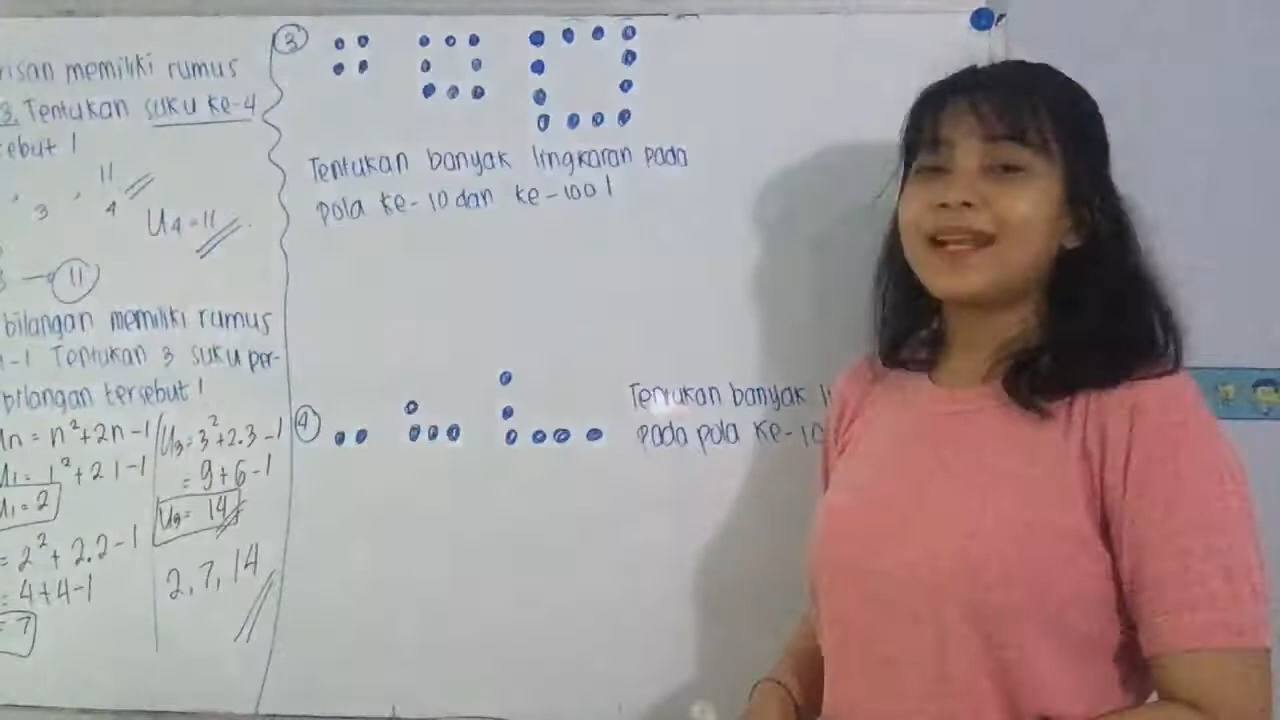 risan memiliki rumus
3. Tentukan suku ke-4
ebut!
11
3 4
U4=11
11
bilangan memiliki rumus
-1 Tentukan 3 suku per-
bilangan tersebut!
Un = n²+2n-1
U1 = 1²+2.1-1
U1 = 2
= 2²+2.2-1
= 4+4-1
= 7
U3=3²+2.3-1
= 9+6-1
U3= 14
2, 7, 14
3
Tentukan banyak lingkaran pada
pola ke-10 dan ke-100!
4
Tentukan banyak
pada pola ke-10